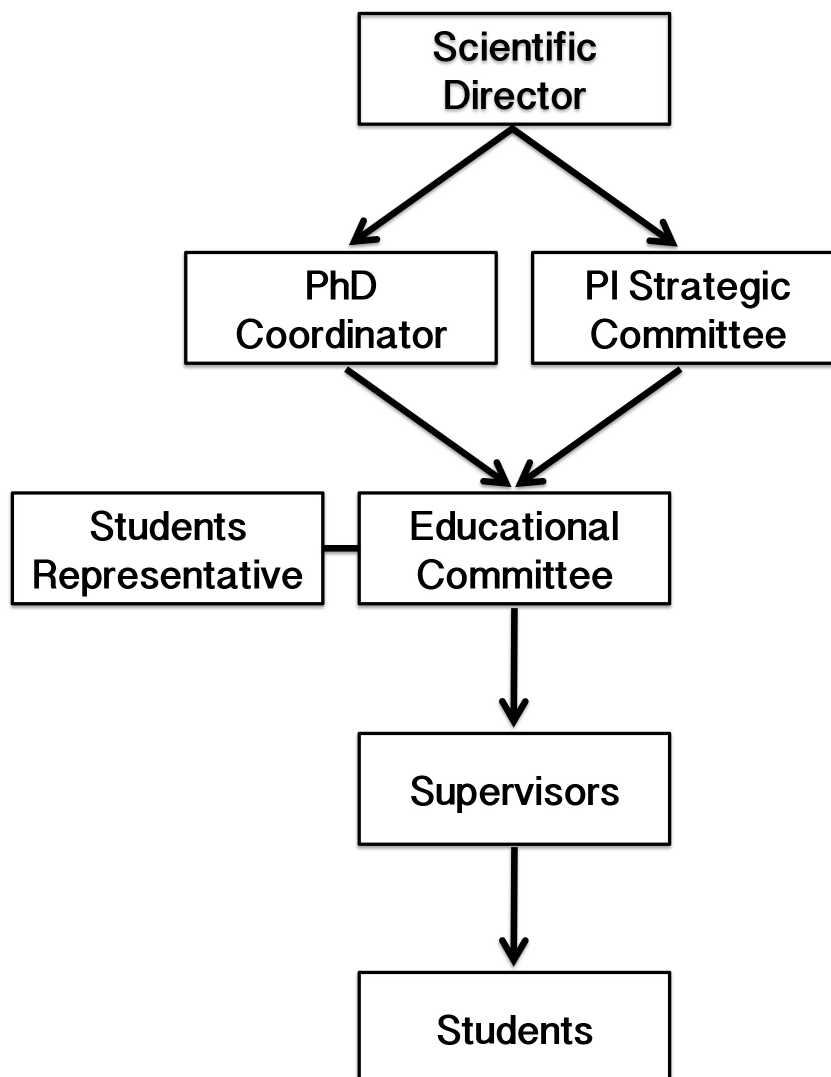 Scientific
Director
PhD
Coordinator
PI Strategic
Committee
Students
Representative
Educational
Committee
Supervisors
Students